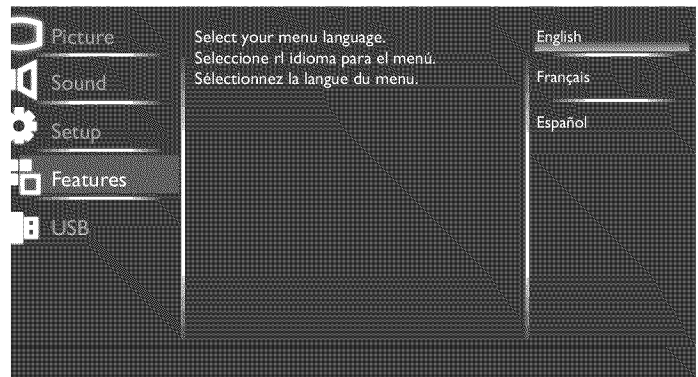 Picture
Sound
Setup
Features
USB
Select your menu language.
Seleccione rl idioma para el menú.
Sélectionnez la langue du menu.
English
Français
Español